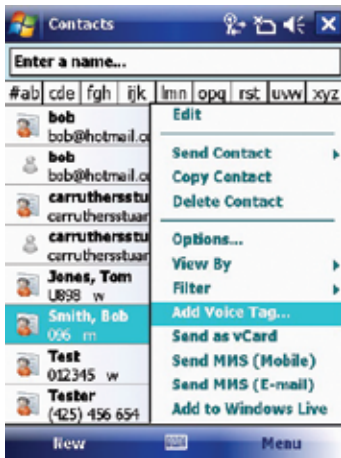 Contacts
Enter a name...
#ab cde fgh ijk lmn opq rst uvw xyz
bob
bob@hotmail.co
bob
bob@hotmail.co
carruthersstu
carruthersstuar
carruthersstu
carruthersstuar
Jones, Tom
U898 w
Smith, Bob
096 m
Test
012345 w
Tester
(425) 456 654
Edit
Send Contact
Copy Contact
Delete Contact
Options...
View By
Filter
Add Voice Tag...
Send as vCard
Send MMS (Mobile)
Send MMS (E-mail)
Add to Windows Live
New
Menu